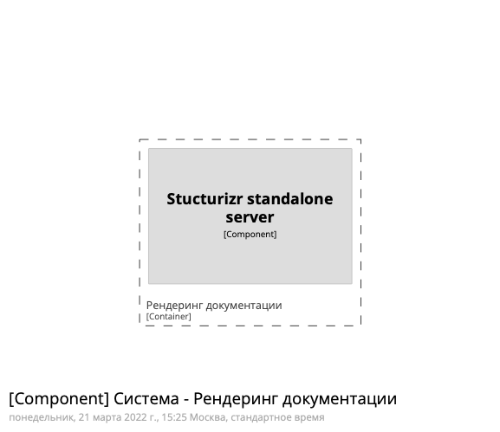 Stucturizr standalone
server
[Component]
Рендеринг документации
[Container]
[Component] Система - Рендеринг документации
понедельник, 21 марта 2022 г., 15:25 Москва, стандартное время